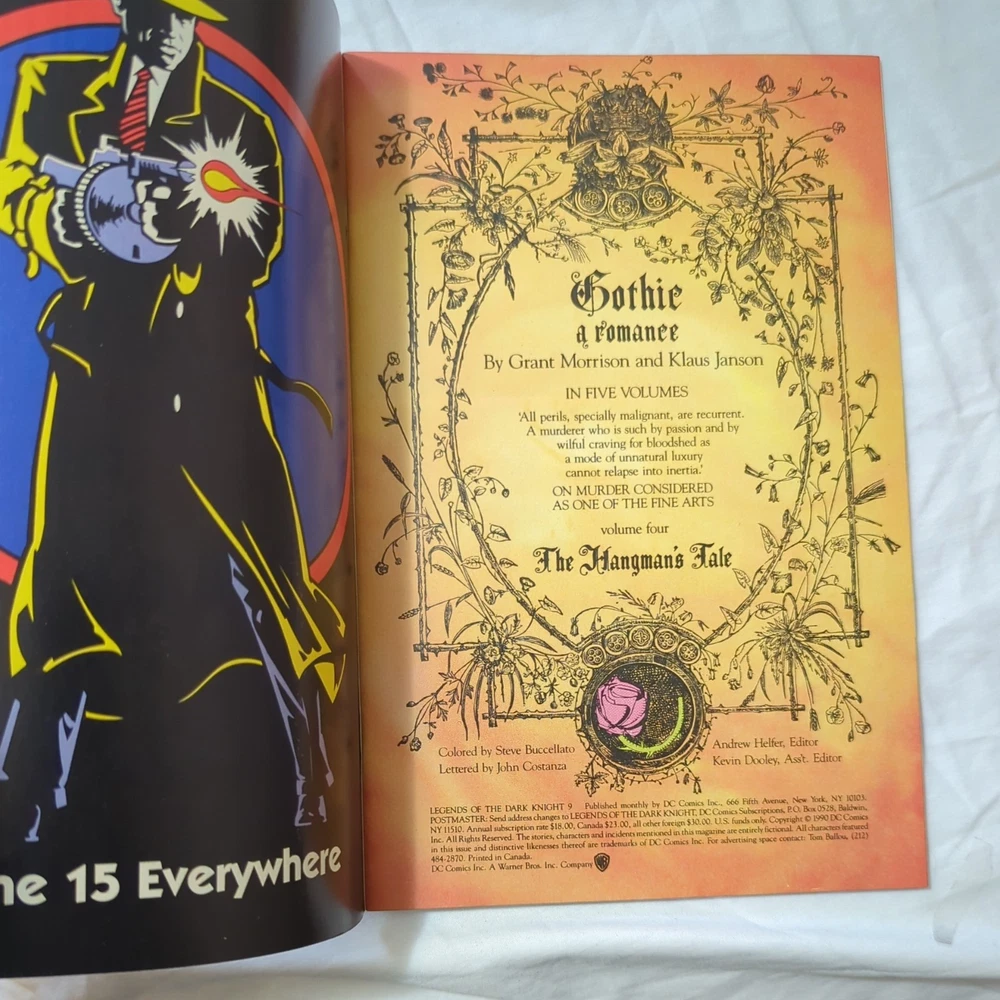 ne 15 Everywhere
Gothic
a romance
By Grant Morrison and Klaus Janson
IN FIVE VOLUMES
'All perils, specially malignant, are recurrent.
A murderer who is such by passion and by
wilful craving for bloodshed as
a mode of unnatural luxury
cannot relapse into inertia.'
ON MURDER CONSIDERED
AS ONE OF THE FINE ARTS
volume four
The Hangman's Tale
Colored by Steve Buccellato
Lettered by John Costanza
Andrew Helfer, Editor
Kevin Dooley, Ass't. Editor
LEGENDS OF THE DARK KNIGHT 9 Published monthly by DC Comics Inc., 666 Fifth Avenue, New York, NY 10103.
POSTMASTER: Send address changes to LEGENDS OF THE DARK KNIGHT, DC Comics Subscriptions, P.O. Box 0528, Baldwin,
NY 11510. Annual subscription rate $18.00, Canada $23.00, all other foreign $30.00. U.S. funds only. Copyright © 1990 DC Comics
Inc. All Rights Reserved. The stories, characters and incidents mentioned in this magazine are entirely fictional. All characters featured
in this issue and distinctive likenesses thereof are trademarks of DC Comics Inc. For advertising space contact: Tom Ballou, (212)
484-2870. Printed in Canada.
DC Comics Inc. A Warner Bros. Inc. Company